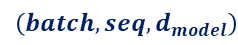 (batch, seq, d_model)